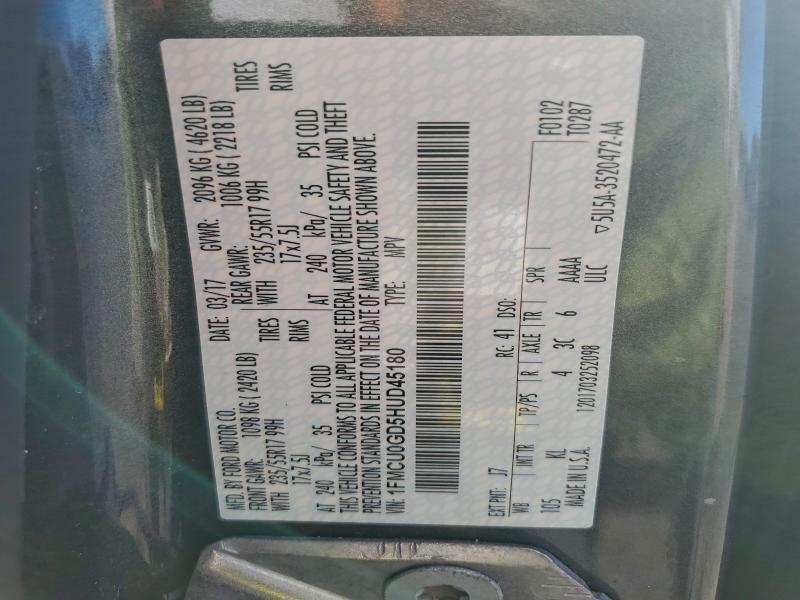 MFD. BY FORD MOTOR CO.
DATE: 03/17 GVWR: 2096 KG ( 4620 LB)
FRONT GAWR: 1098 KG ( 2420 LB) REAR GAWR: 1006 KG ( 2218 LB)
WITH 235/55R17 99H TIRES WITH 235/55R17 99H TIRES
17x7.5J RIMS 17x7.5J RIMS
AT 240 kPa/ 35 PSI COLD AT 240 kPa/ 35 PSI COLD
THIS VEHICLE CONFORMS TO ALL APPLICABLE FEDERAL MOTOR VEHICLE SAFETY AND THEFT
PREVENTION STANDARDS IN EFFECT ON THE DATE OF MANUFACTURE SHOWN ABOVE.
VIN: 1FMCU0GD5HUD45180 TYPE: MPV
EXT PNT: J7 RC: 41 DSO: F0102
WB INT TR TP/PS R AXLE TR SPR T0287
105 KL 4 3C 6 AAAA
MADE IN U.S.A. 1201703252098 ULC
▽5U5A-3520472-AA